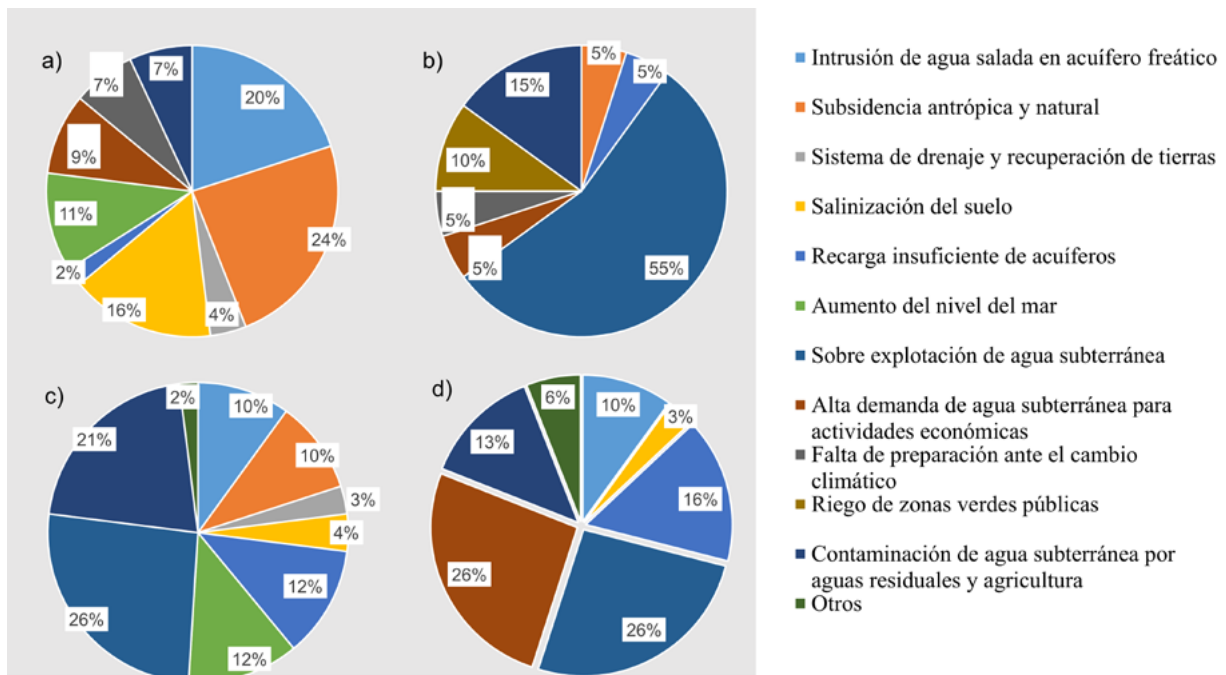 a)
7%
7%
20%
9%
11%
24%
2%
16%
4%
b)
5%
5%
15%
10%
5%
5%
55%
c)
2%
10%
21%
10%
3%
4%
12%
26%
12%
d)
6%
10%
3%
13%
16%
26%
26%
Intrusión de agua salada en acuífero freático
Subsidencia antrópica y natural
Sistema de drenaje y recuperación de tierras
Salinización del suelo
Recarga insuficiente de acuíferos
Aumento del nivel del mar
Sobre explotación de agua subterránea
Alta demanda de agua subterránea para
actividades económicas
Falta de preparación ante el cambio
climático
Riego de zonas verdes públicas
Contaminación de agua subterránea por
aguas residuales y agricultura
Otros